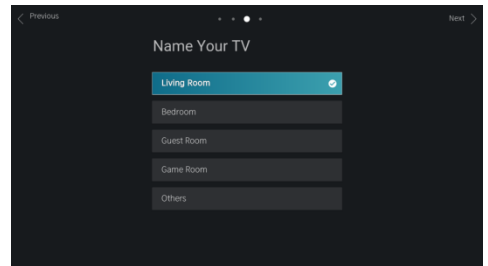 Previous
Next
Name Your TV
Living Room
Bedroom
Guest Room
Game Room
Others